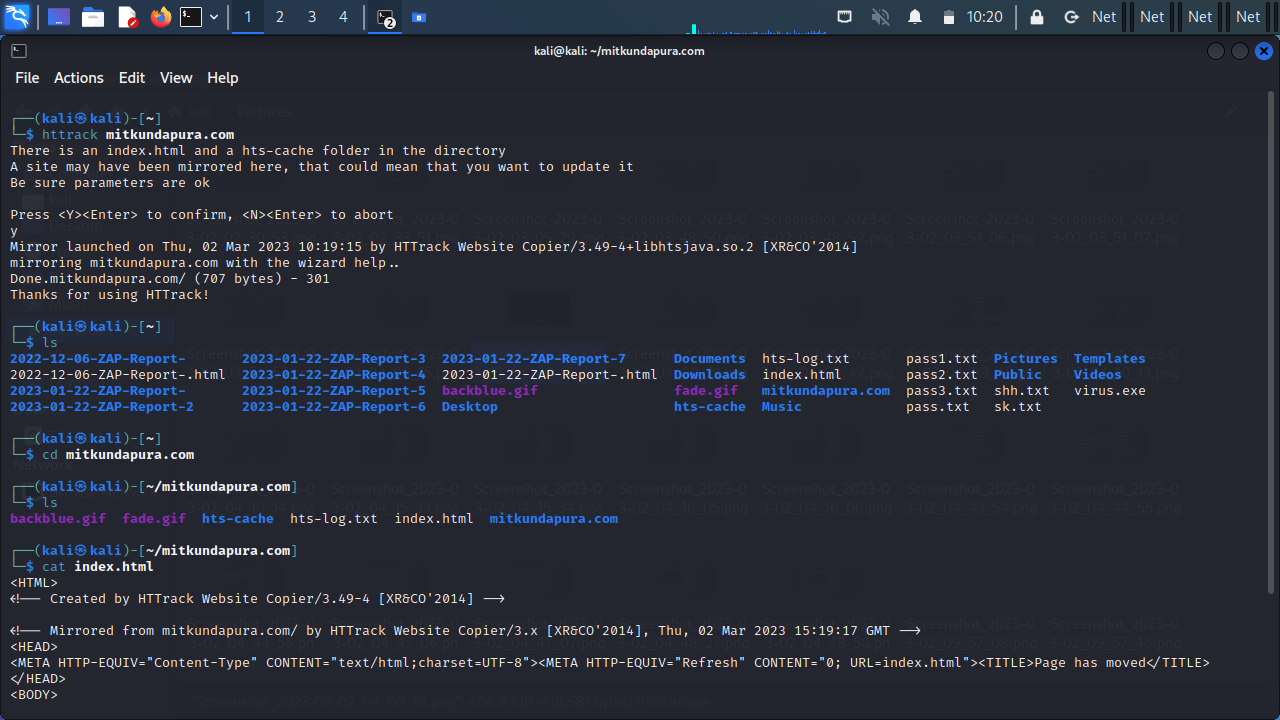 1 2 3 4 2 10:20 Net Net Net Net
kali@kali: ~/mitkundapura.com
File Actions Edit View Help
┌──(kali㉿kali)-[~]
└─$ httrack mitkundapura.com
There is an index.html and a hts-cache folder in the directory
A site may have been mirrored here, that could mean that you want to update it
Be sure parameters are ok
Press <Y><Enter> to confirm, <N><Enter> to abort
y
Mirror launched on Thu, 02 Mar 2023 10:19:15 by HTTrack Website Copier/3.49-4+libhtsjava.so.2 [XR&CO'2014]
mirroring mitkundapura.com with the wizard help..
Done.mitkundapura.com/ (707 bytes) - 301
Thanks for using HTTrack!
┌──(kali㉿kali)-[~]
└─$ ls
2022-12-06-ZAP-Report- 2023-01-22-ZAP-Report-3 2023-01-22-ZAP-Report-7 Documents hts-log.txt pass1.txt Pictures Templates
2022-12-06-ZAP-Report-.html 2023-01-22-ZAP-Report-4 2023-01-22-ZAP-Report-.html Downloads index.html pass2.txt Public Videos
2023-01-22-ZAP-Report- 2023-01-22-ZAP-Report-5 backblue.gif fade.gif mitkundapura.com pass3.txt shh.txt virus.exe
2023-01-22-ZAP-Report-2 2023-01-22-ZAP-Report-6 Desktop hts-cache Music pass.txt sk.txt
┌──(kali㉿kali)-[~]
└─$ cd mitkundapura.com
┌──(kali㉿kali)-[~/mitkundapura.com]
└─$ ls
backblue.gif fade.gif hts-cache hts-log.txt index.html mitkundapura.com
┌──(kali㉿kali)-[~/mitkundapura.com]
└─$ cat index.html
<HTML>
<!-- Created by HTTrack Website Copier/3.49-4 [XR&CO'2014] -->
<!-- Mirrored from mitkundapura.com/ by HTTrack Website Copier/3.x [XR&CO'2014], Thu, 02 Mar 2023 15:19:17 GMT -->
<HEAD>
<META HTTP-EQUIV="Content-Type" CONTENT="text/html;charset=UTF-8"><META HTTP-EQUIV="Refresh" CONTENT="0; URL=index.html"><TITLE>Page has moved</TITLE>
</HEAD>
<BODY>